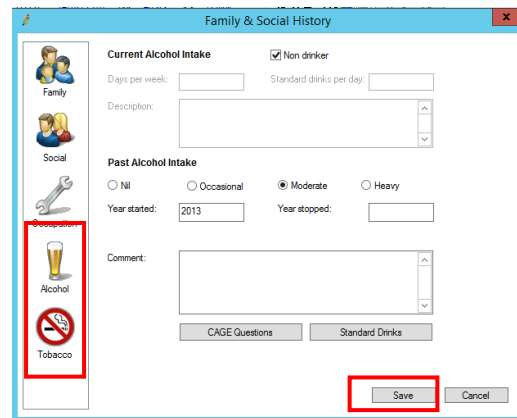 Family & Social History
x
Family
Social
Occupation
Alcohol
Tobacco
Current Alcohol Intake
Non drinker
Days per week:
Standard drinks per day:
Description:
Past Alcohol Intake
Nil
Occasional
Moderate
Heavy
Year started:
2013
Year stopped:
Comment:
CAGE Questions
Standard Drinks
Save
Cancel